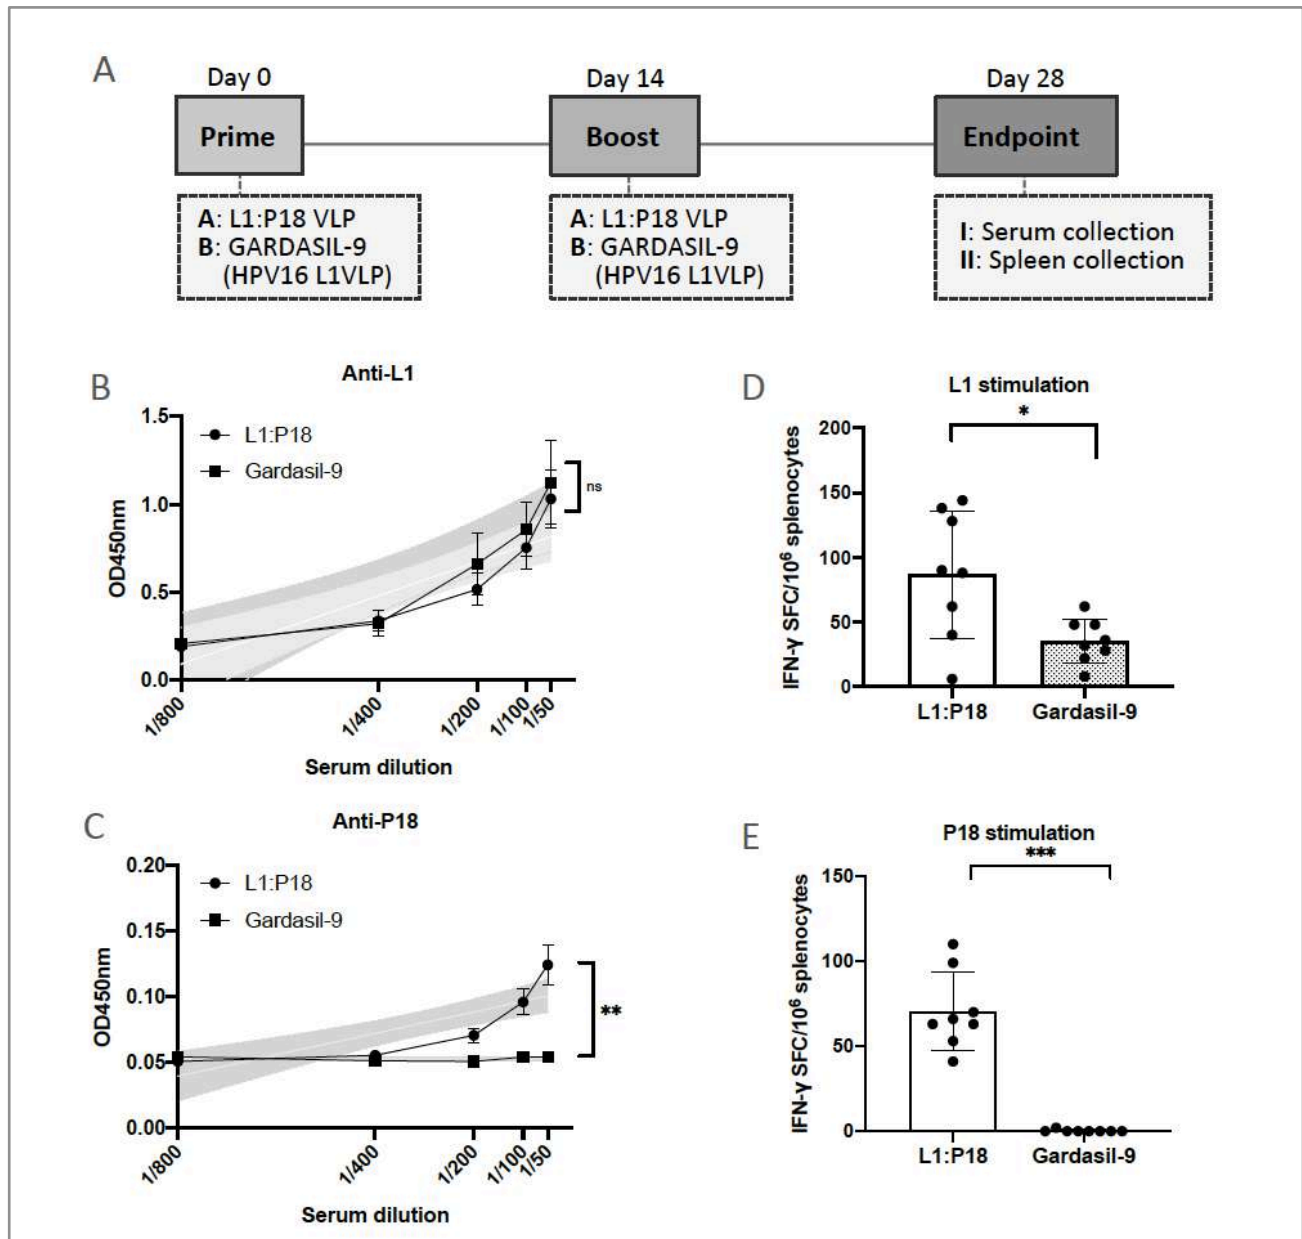 A
Day 0
Day 14
Day 28
Prime
Boost
Endpoint
A: L1:P18 VLP
B: GARDASIL-9
(HPV16 L1VLP)
A: L1:P18 VLP
B: GARDASIL-9
(HPV16 L1VLP)
I: Serum collection
II: Spleen collection
B
Anti-L1
L1:P18
Gardasil-9
OD450nm
1.5
1.0
0.5
0.0
ns
1/800
1/400
1/200
1/100
1/50
Serum dilution
D
L1 stimulation
*
IFN-γ SFC/10⁶ splenocytes
200
150
100
50
0
L1:P18
Gardasil-9
C
Anti-P18
L1:P18
Gardasil-9
OD450nm
0.20
0.15
0.10
0.05
0.00
**
1/800
1/400
1/200
1/100
1/50
Serum dilution
E
P18 stimulation
***
IFN-γ SFC/10⁶ splenocytes
150
100
50
0
L1:P18
Gardasil-9